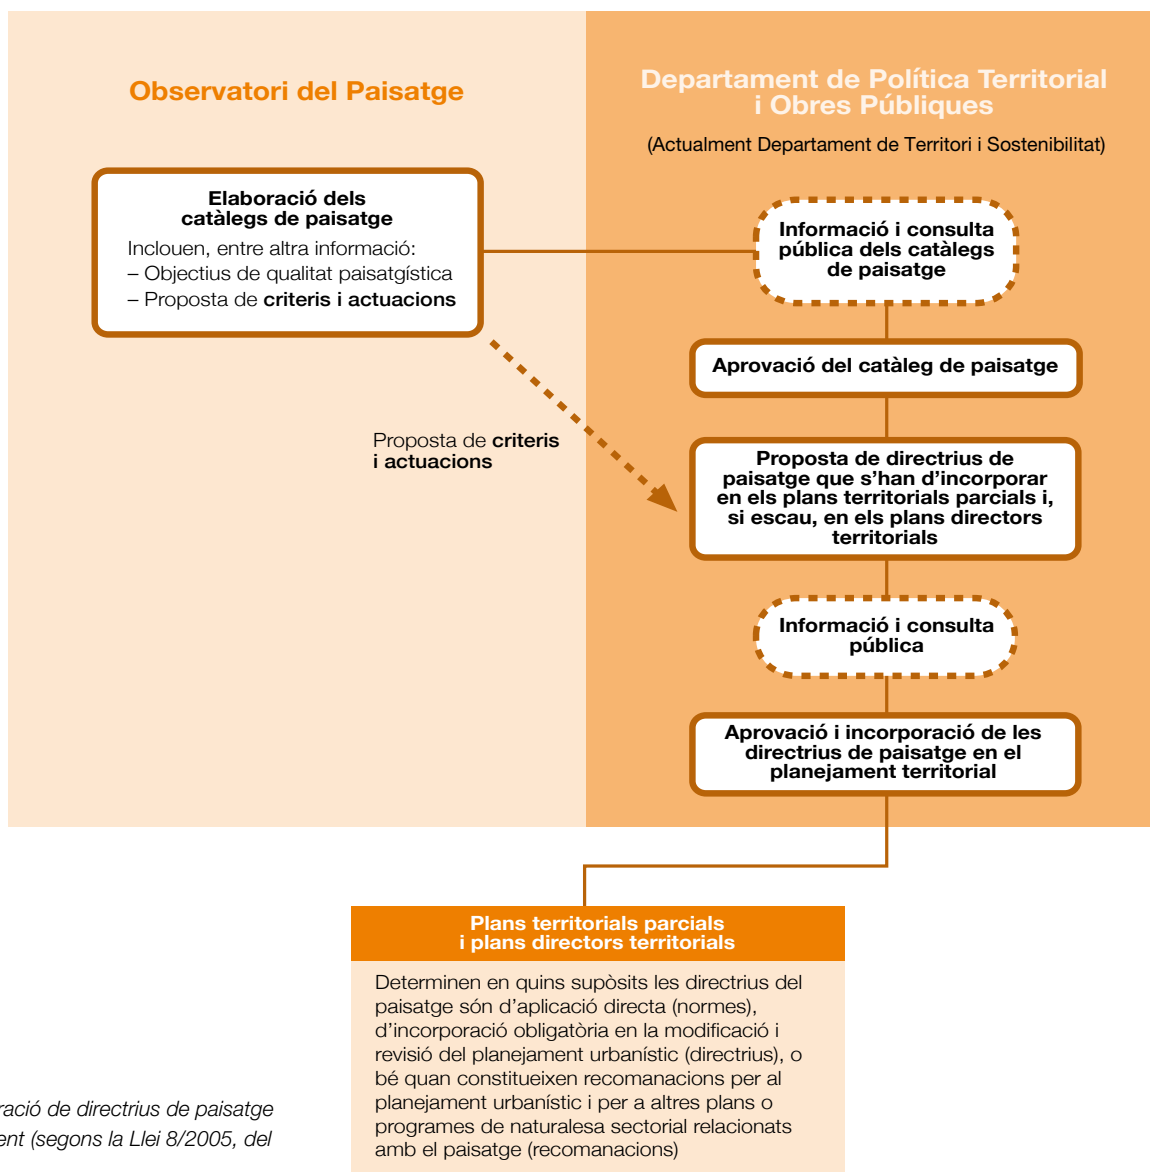 Observatori del Paisatge
Departament de Política Territorial
i Obres Públiques
(Actualment Departament de Territori i Sostenibilitat)
Elaboració dels
catàlegs de paisatge
Inclouen, entre altra informació:
– Objectius de qualitat paisatgística
– Proposta de criteris i actuacions
Informació i consulta
pública dels catàlegs
de paisatge
Aprovació del catàleg de paisatge
Proposta de criteris
i actuacions
Proposta de directrius de
paisatge que s’han d’incorporar
en els plans territorials parcials i,
si escau, en els plans directors
territorials
Informació i consulta
pública
Aprovació i incorporació de les
directrius de paisatge en el
planejament territorial
Plans territorials parcials
i plans directors territorials
Determinen en quins supòsits les directrius del
paisatge són d’aplicació directa (normes),
d’incorporació obligatòria en la modificació i
revisió del planejament urbanístic (directrius), o
bé quan constitueixen recomanacions per al
planejament urbanístic i per a altres plans o
programes de naturalesa sectorial relacionats
amb el paisatge (recomanacions)
ració de directrius de paisatge
ent (segons la Llei 8/2005, del